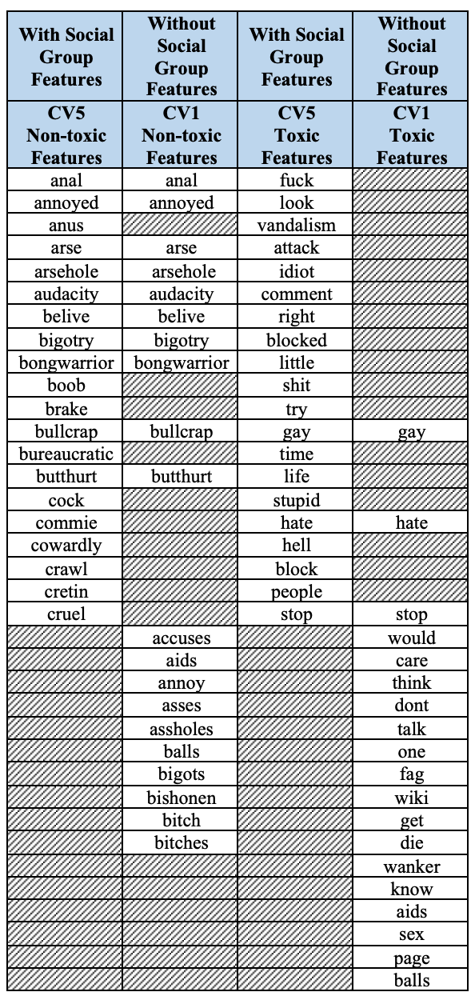 With Social Group Features | Without Social Group Features | With Social Group Features | Without Social Group Features
CV5 Non-toxic Features | CV1 Non-toxic Features | CV5 Toxic Features | CV1 Toxic Features
anal anal fuck
annoyed annoyed look
anus vandalism
arse arse attack
arsehole arsehole idiot
audacity audacity comment
belive belive right
bigotry bigotry blocked
bongwarrior bongwarrior little
boob shit
brake try
bullcrap bullcrap gay gay
bureaucratic time
butthurt butthurt life
cock stupid
commie hate hate
cowardly hell
crawl block
cretin people
cruel stop stop
accuses would
aids care
annoy think
asses dont
assholes talk
balls one
bigots fag
bishonen wiki
bitch get
bitches die
wanker
know
aids
sex
page
balls